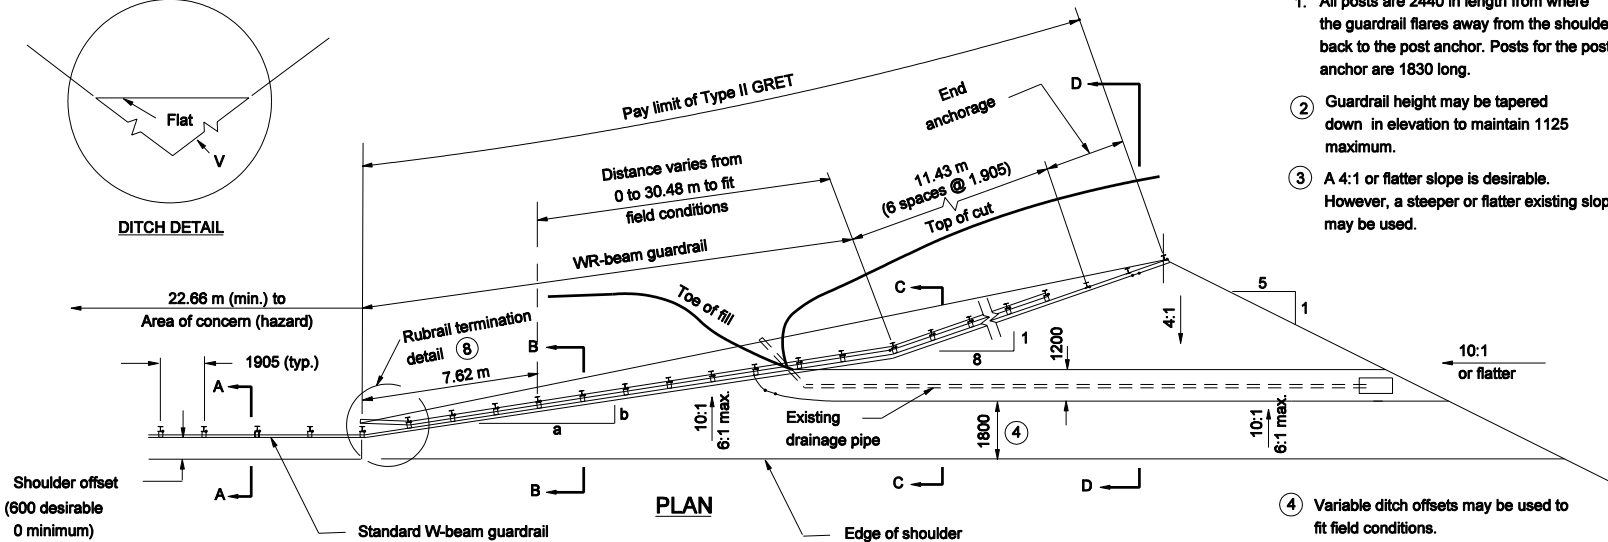 Flat
V
DITCH DETAIL
Pay limit of Type II GRET
Distance varies from
0 to 30.48 m to fit
field conditions
End
anchorage
D
11.43 m
(6 spaces @ 1.905)
Top of cut
WR-beam guardrail
Toe of fill
22.66 m (min.) to
Area of concern (hazard)
Rubrail termination
detail 8
7.62 m
1905 (typ.)
A
B
C
a
b
10:1
6:1 max.
8
1
1200
4:1
5
1
10:1
or flatter
Existing
drainage pipe
1800
4
10:1
6:1 max.
Shoulder offset
(600 desirable
0 minimum)
A
B
C
D
PLAN
Standard W-beam guardrail
Edge of shoulder
1. All posts are 2440 in length from where
the guardrail flares away from the shoulde
back to the post anchor. Posts for the post
anchor are 1830 long.
2 Guardrail height may be tapered
down in elevation to maintain 1125
maximum.
3 A 4:1 or flatter slope is desirable.
However, a steeper or flatter existing slop
may be used.
4 Variable ditch offsets may be used to
fit field conditions.